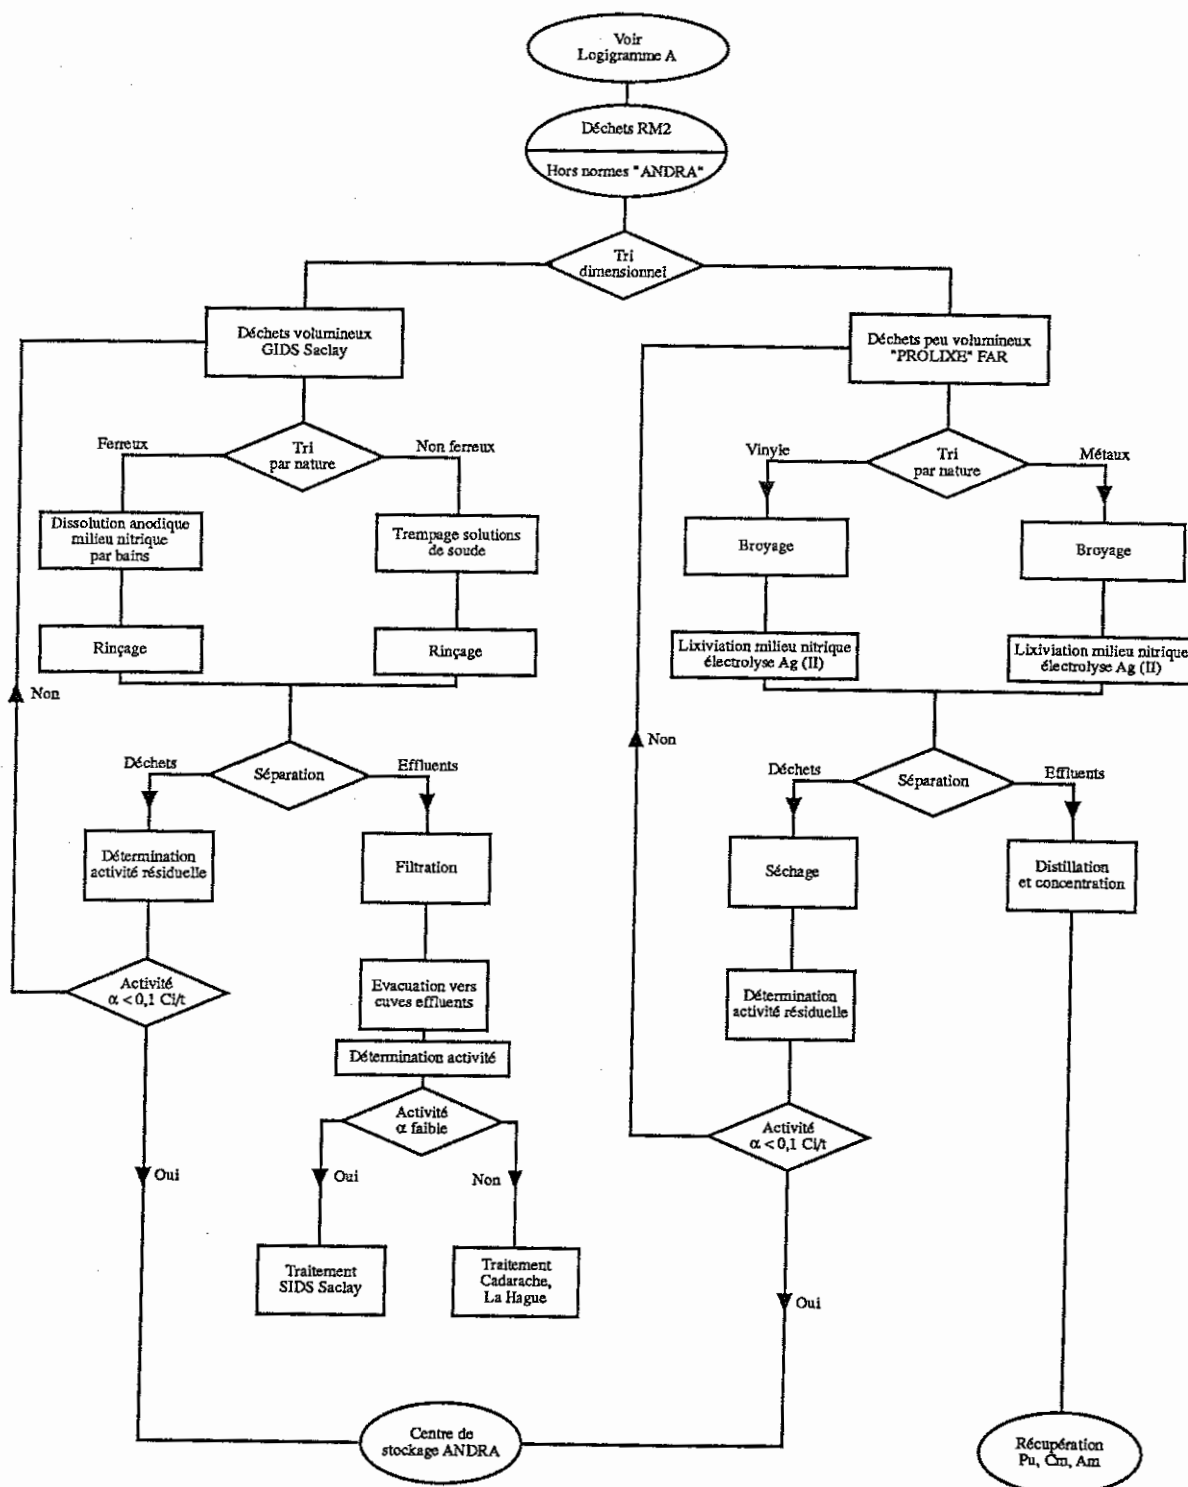 Voir
Logigramme A
Déchets RM2
Hors normes "ANDRA"
Tri
dimensionnel
Déchets volumineux
GIDS Saclay
Déchets peu volumineux
"PROLIXE" FAR
Ferreux
Tri
par nature
Non ferreux
Vinyle
Tri
par nature
Métaux
Dissolution anodique
milieu nitrique
par bains
Trempage solutions
de soude
Broyage
Broyage
Rinçage
Rinçage
Lixiviation milieu nitrique
électrolyse Ag (II)
Lixiviation milieu nitrique
électrolyse Ag (II)
Non
Non
Déchets
Séparation
Effluents
Déchets
Séparation
Effluents
Détermination
activité résiduelle
Filtration
Séchage
Distillation
et concentration
Activité
α < 0,1 Ci/t
Evacuation vers
cuves effluents
Détermination
activité résiduelle
Détermination activité
Activité
α faible
Activité
α < 0,1 Ci/t
Oui
Oui
Non
Traitement
SIDS Saclay
Traitement
Cadarache,
La Hague
Oui
Centre de
stockage ANDRA
Récupération
Pu, Cm, Am